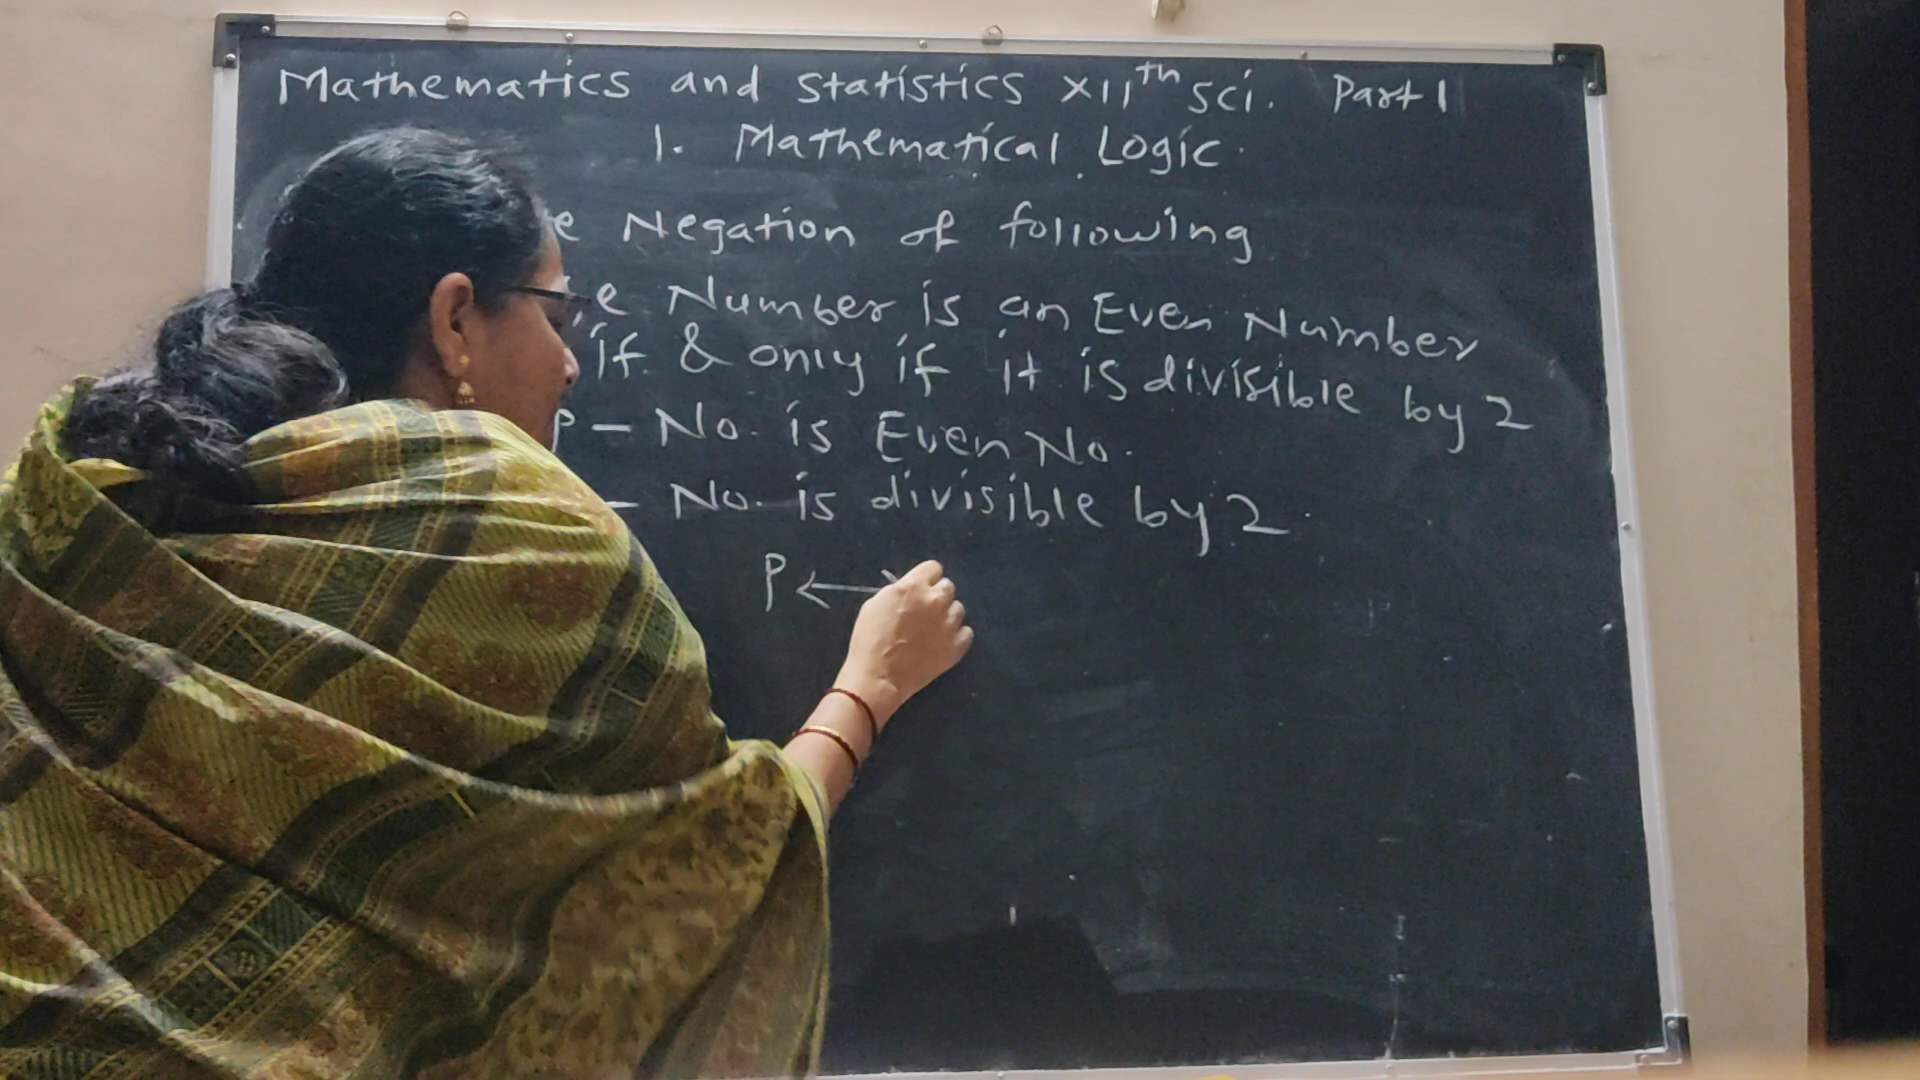 Mathematics and Statistics XIIth Sci. Part 1
1. Mathematical Logic.
Negation of following
Number is an Even Number
if & only if it is divisible by 2
P - No. is Even No.
- No. is divisible by 2.
P ⟷